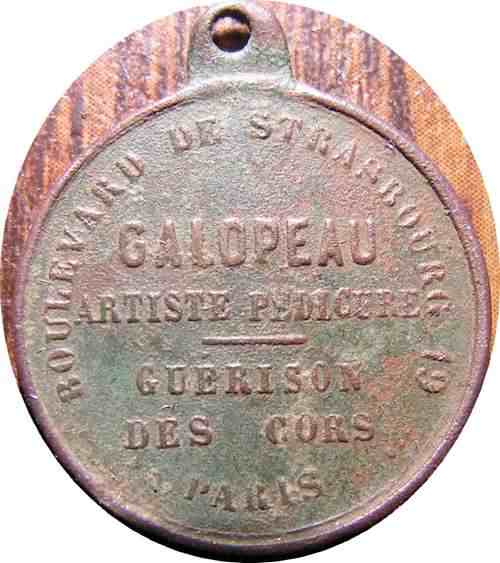 BOULEVARD DE STRASBOURG 19
GALOPEAU
ARTISTE PEDICURE
GUERISON
DES CORS
PARIS